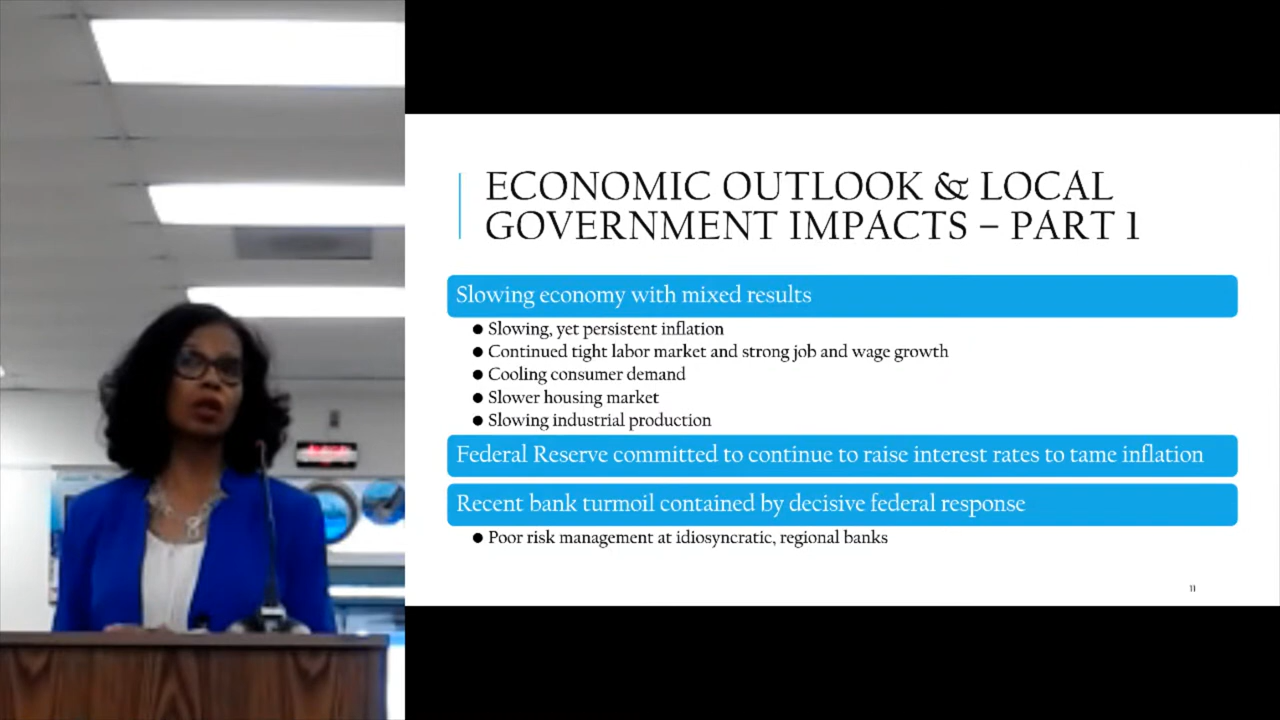 ECONOMIC OUTLOOK & LOCAL
GOVERNMENT IMPACTS – PART 1
Slowing economy with mixed results
● Slowing, yet persistent inflation
● Continued tight labor market and strong job and wage growth
● Cooling consumer demand
● Slower housing market
● Slowing industrial production
Federal Reserve committed to continue to raise interest rates to tame inflation
Recent bank turmoil contained by decisive federal response
● Poor risk management at idiosyncratic, regional banks
11